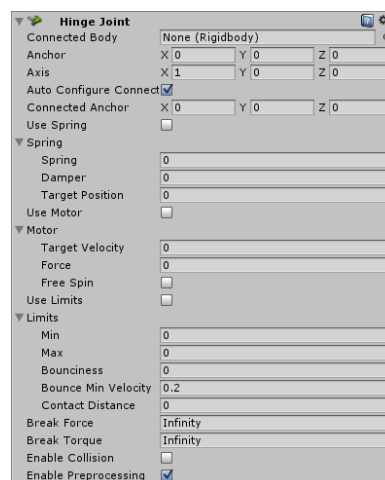 Hinge Joint
Connected Body None (Rigidbody)
Anchor X 0 Y 0 Z 0
Axis X 1 Y 0 Z 0
Auto Configure Connect
Connected Anchor X 0 Y 0 Z 0
Use Spring
Spring
Spring 0
Damper 0
Target Position 0
Use Motor
Motor
Target Velocity 0
Force 0
Free Spin
Use Limits
Limits
Min 0
Max 0
Bounciness 0
Bounce Min Velocity 0.2
Contact Distance 0
Break Force Infinity
Break Torque Infinity
Enable Collision
Enable Preprocessing